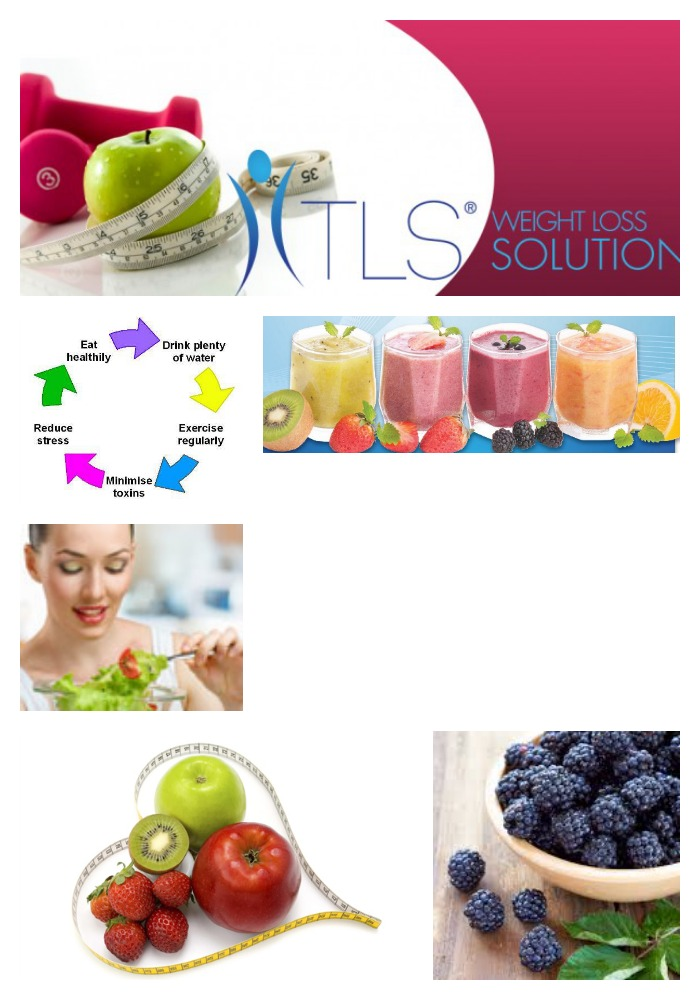 TLS®
WEIGHT LOSS
SOLUTION
Eat
healthily
Drink plenty
of water
Exercise
regularly
Minimise
toxins
Reduce
stress